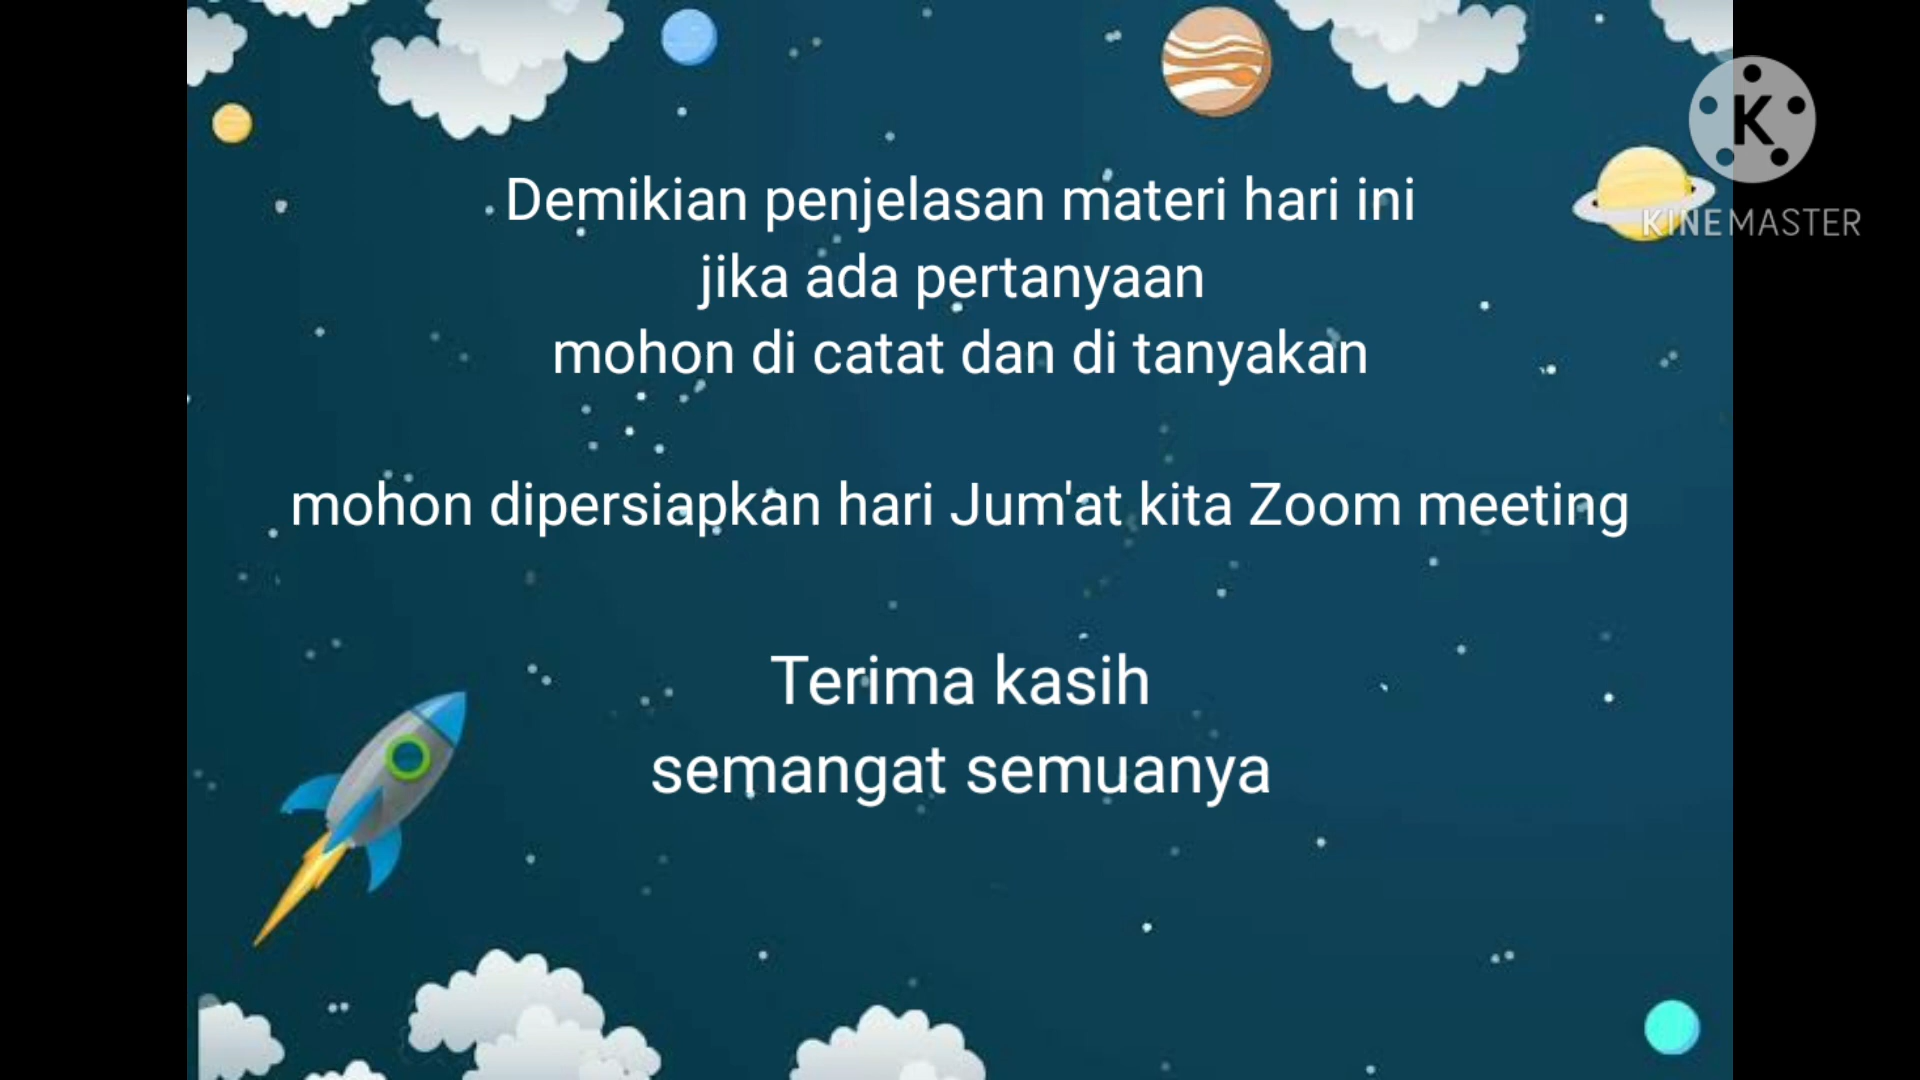 K
KINEMASTER
Demikian penjelasan materi hari ini
jika ada pertanyaan
mohon di catat dan di tanyakan
mohon dipersiapkan hari Jum'at kita Zoom meeting
Terima kasih
semangat semuanya